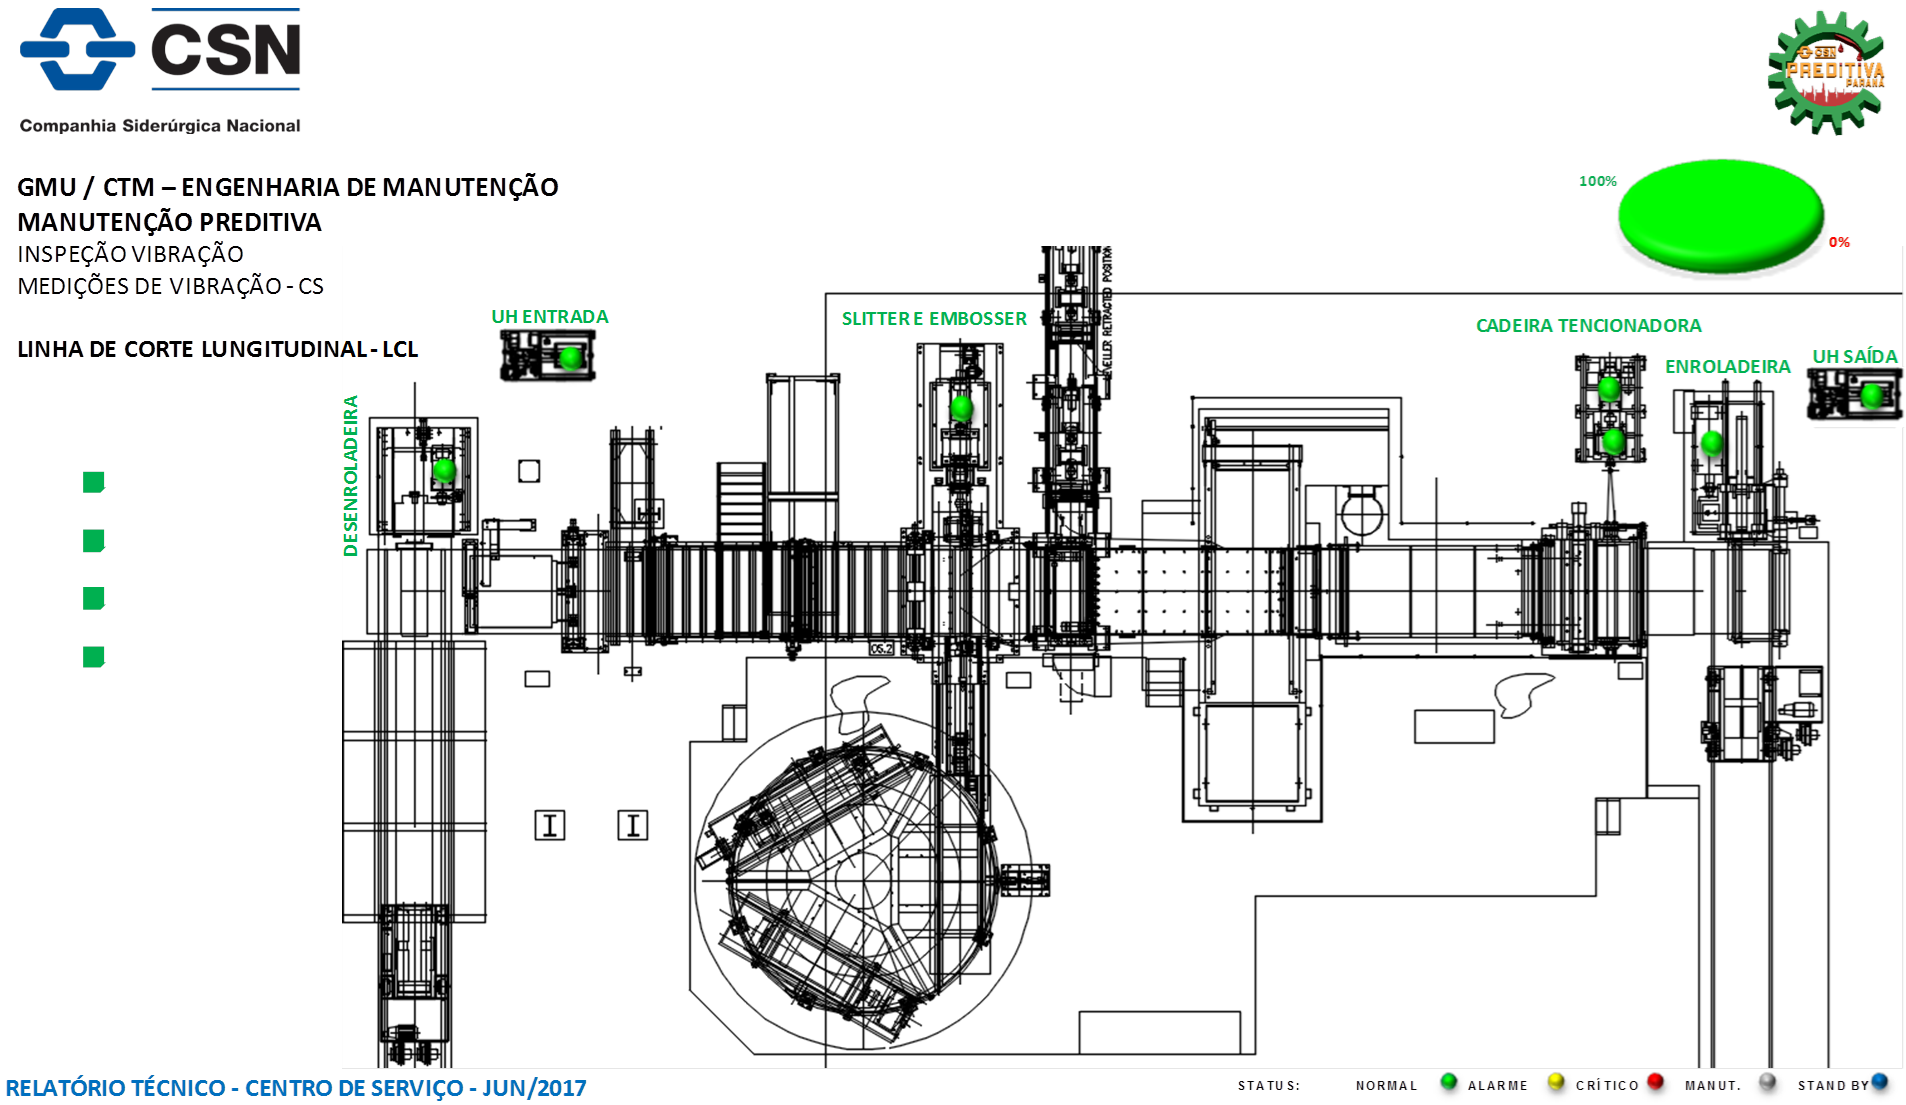 CSN
Companhia Siderúrgica Nacional
CSN
PREDITIVA
PARANÁ
GMU / CTM – ENGENHARIA DE MANUTENÇÃO
MANUTENÇÃO PREDITIVA
INSPEÇÃO VIBRAÇÃO
MEDIÇÕES DE VIBRAÇÃO - CS
LINHA DE CORTE LUNGITUDINAL - LCL
100%
0%
UH ENTRADA
SLITTER E EMBOSSER
LEVELLER RETRACTED POSITION
CADEIRA TENCIONADORA
ENROLADEIRA
UH SAÍDA
DESENROLADEIRA
OS.2
I
I
RELATÓRIO TÉCNICO - CENTRO DE SERVIÇO - JUN/2017
STATUS: NORMAL ALARME CRÍTICO MANUT. STAND BY